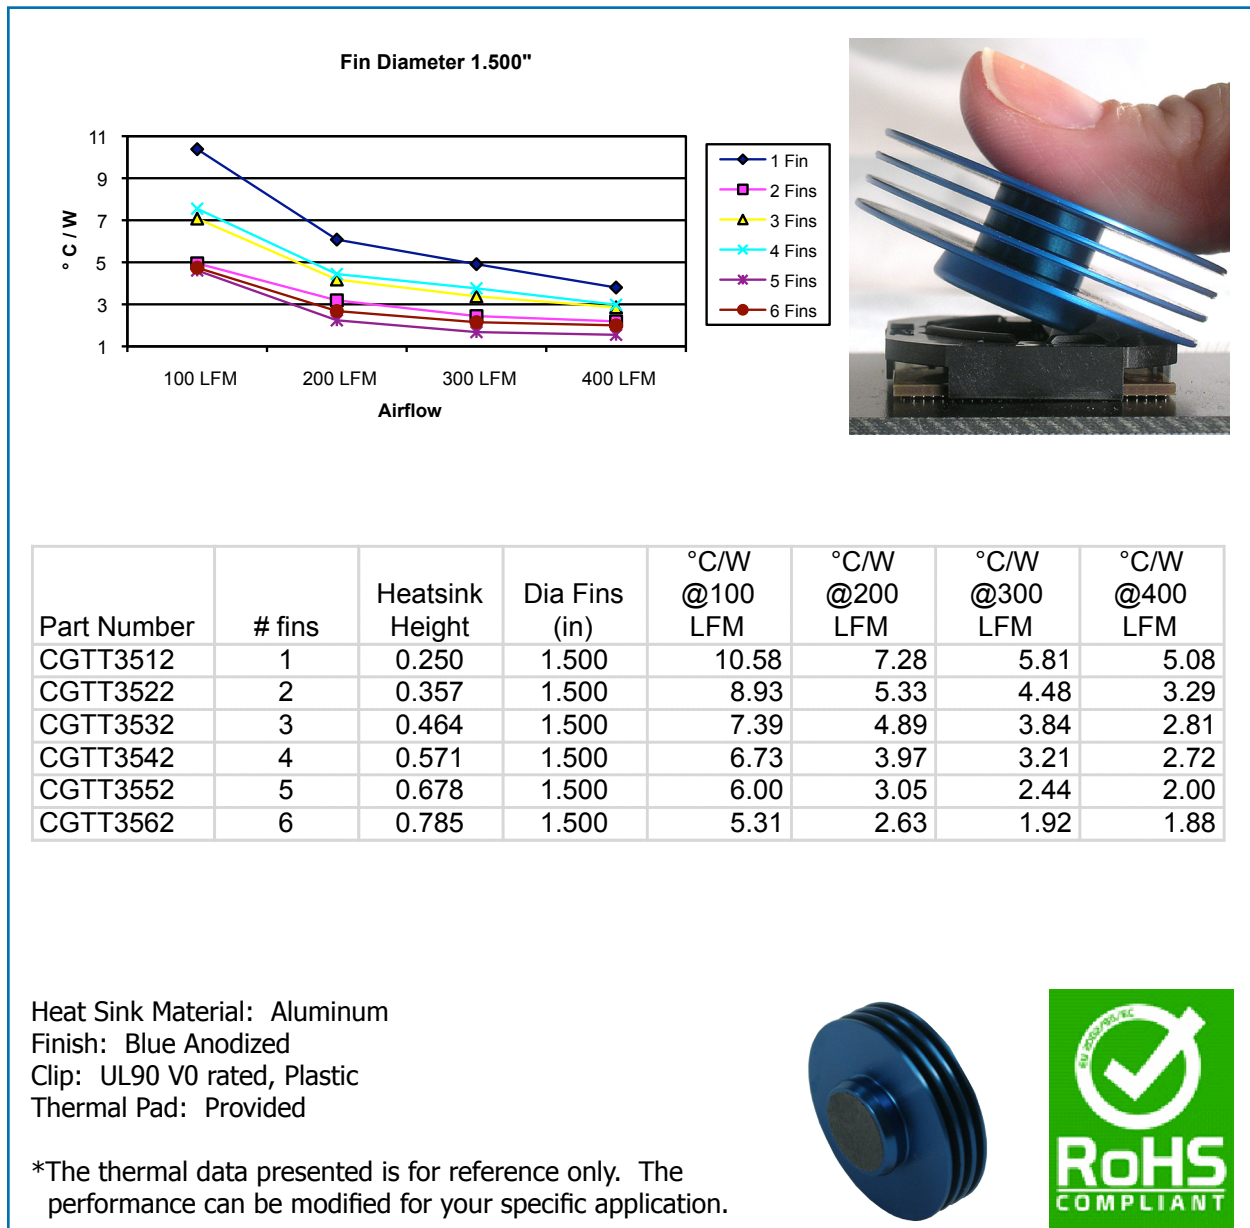 Fin Diameter 1.500"
° C / W
11
9
7
5
3
1
100 LFM 200 LFM 300 LFM 400 LFM
Airflow
1 Fin
2 Fins
3 Fins
4 Fins
5 Fins
6 Fins
Part Number # fins Heatsink Height Dia Fins (in) °C/W @100 LFM °C/W @200 LFM °C/W @300 LFM °C/W @400 LFM
CGTT3512 1 0.250 1.500 10.58 7.28 5.81 5.08
CGTT3522 2 0.357 1.500 8.93 5.33 4.48 3.29
CGTT3532 3 0.464 1.500 7.39 4.89 3.84 2.81
CGTT3542 4 0.571 1.500 6.73 3.97 3.21 2.72
CGTT3552 5 0.678 1.500 6.00 3.05 2.44 2.00
CGTT3562 6 0.785 1.500 5.31 2.63 1.92 1.88
Heat Sink Material: Aluminum
Finish: Blue Anodized
Clip: UL90 V0 rated, Plastic
Thermal Pad: Provided
*The thermal data presented is for reference only. The
performance can be modified for your specific application.
EU 2002/95/EC
RoHS
COMPLIANT